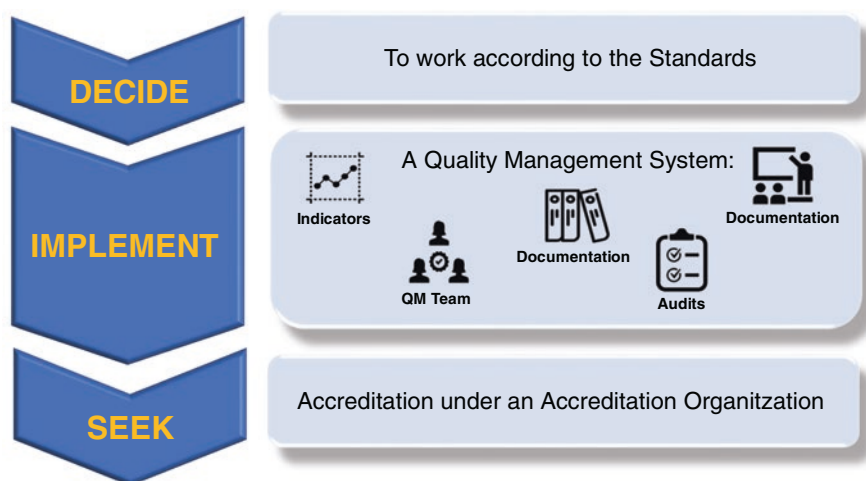 DECIDE
To work according to the Standards
IMPLEMENT
A Quality Management System:
Indicators
QM Team
Documentation
Audits
Documentation
SEEK
Accreditation under an Accreditation Organitzation